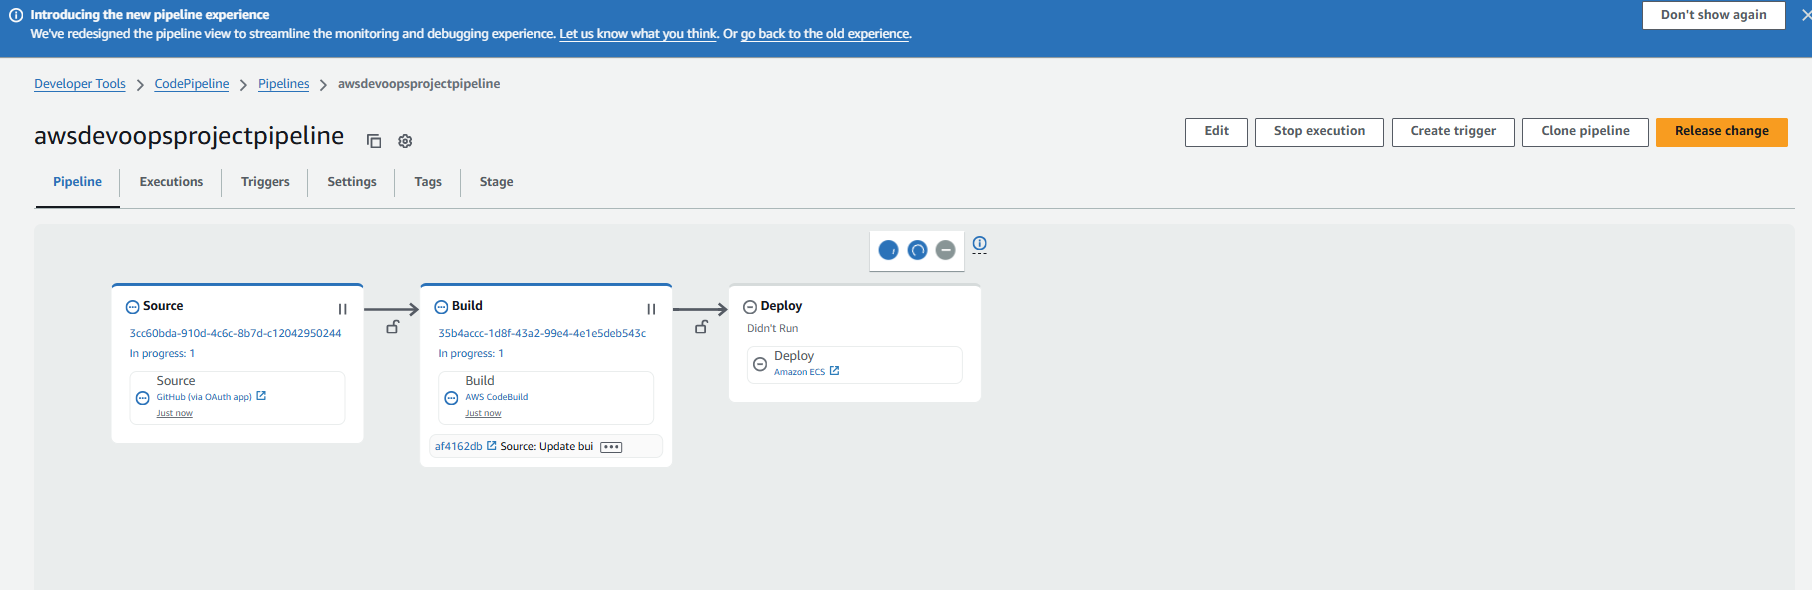 Introducing the new pipeline experience
We've redesigned the pipeline view to streamline the monitoring and debugging experience. Let us know what you think. Or go back to the old experience.
Don't show again
Developer Tools
CodePipeline
Pipelines
awsdevoopsprojectpipeline
awsdevoopsprojectpipeline
Edit
Stop execution
Create trigger
Clone pipeline
Release change
Pipeline
Executions
Triggers
Settings
Tags
Stage
Source
3cc60bda-910d-4c6c-8b7d-c12042950244
In progress: 1
Source
GitHub (via OAuth app)
Just now
Build
35b4accc-1d8f-43a2-99e4-4e1e5deb543c
In progress: 1
Build
AWS CodeBuild
Just now
af4162db Source: Update bui
Deploy
Didn't Run
Deploy
Amazon ECS